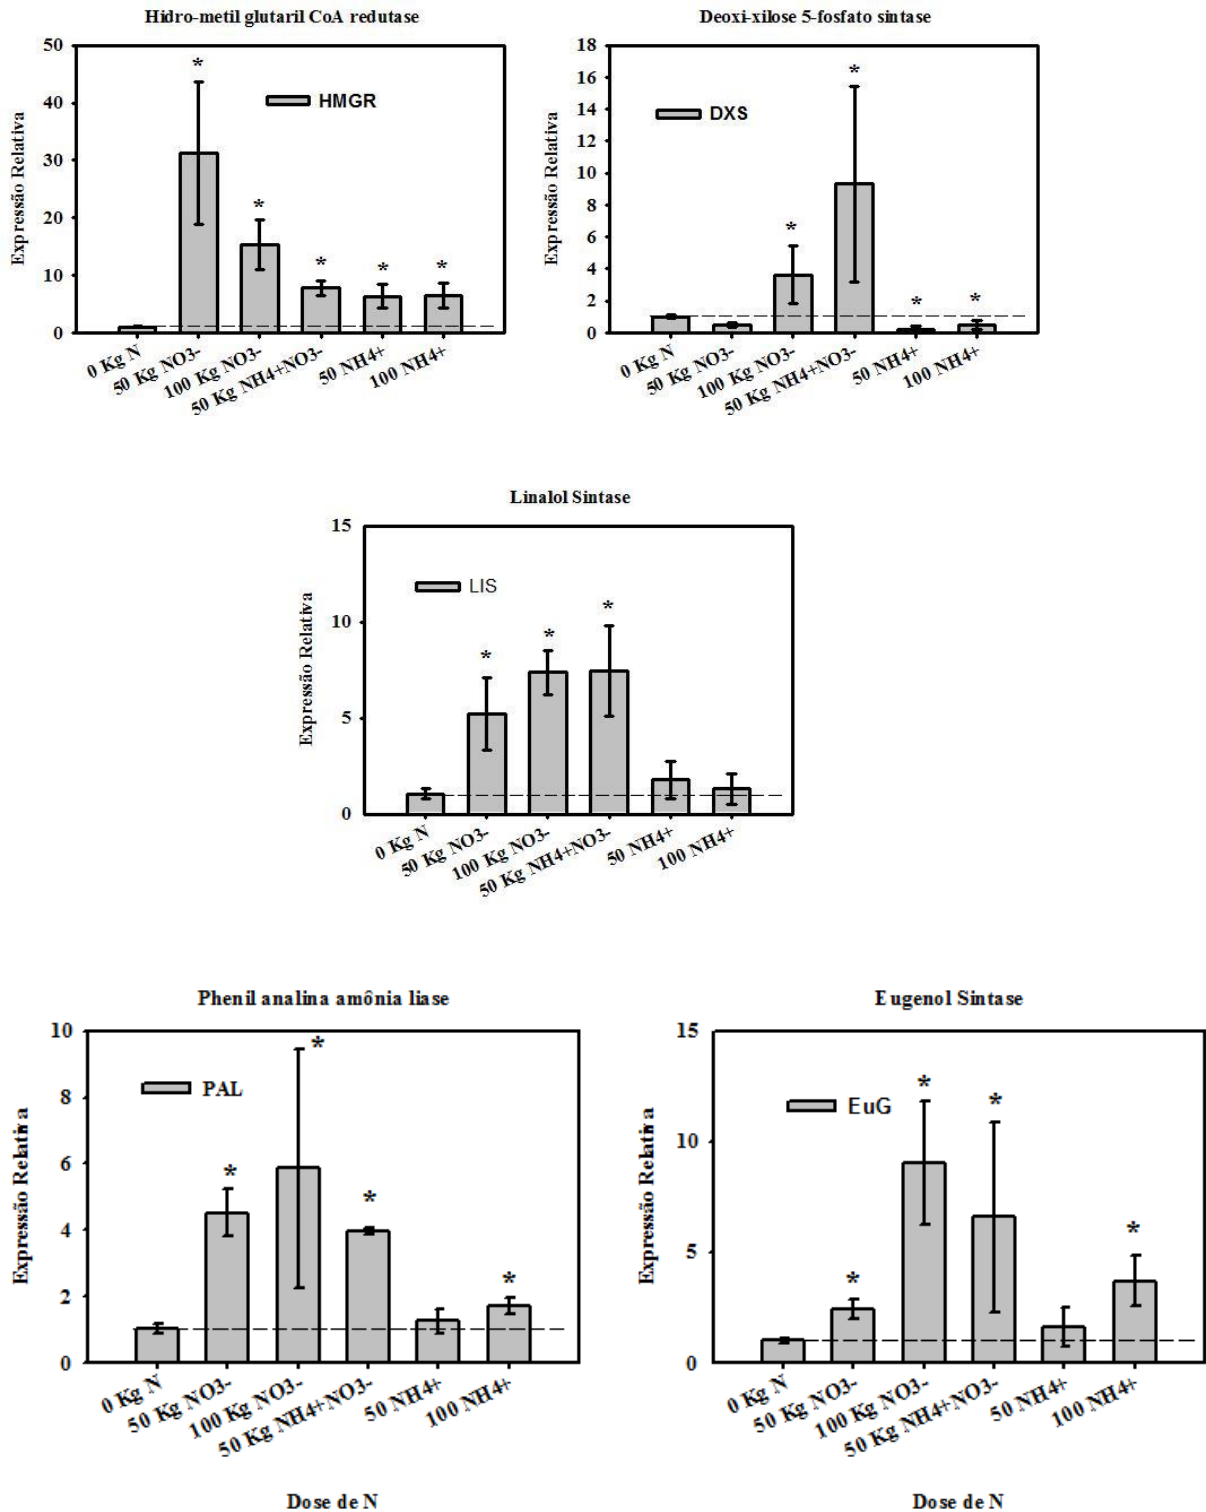 Hidro-metil glutaril CoA redutase
Expressão Relativa
50
40
30
20
10
0
HMGR
* * * * *
0 Kg N
50 Kg NO3-
100 Kg NO3-
50 Kg NH4+NO3-
50 NH4+
100 NH4+
Deoxi-xilose 5-fosfato sintase
Expressão Relativa
18
16
14
12
10
8
6
4
2
0
DXS
* * * *
0 Kg N
50 Kg NO3-
100 Kg NO3-
50 Kg NH4+NO3-
50 NH4+
100 NH4+
Linalol Sintase
Expressão Relativa
15
10
5
0
LIS
* * *
0 Kg N
50 Kg NO3-
100 Kg NO3-
50 Kg NH4+NO3-
50 NH4+
100 NH4+
Phenil analina amônia liase
Expressão Relativa
10
8
6
4
2
0
PAL
* * * *
0 Kg N
50 Kg NO3-
100 Kg NO3-
50 Kg NH4+NO3-
50 NH4+
100 NH4+
Dose de N
Eugenol Sintase
Expressão Relativa
15
10
5
0
EuG
* * * *
0 Kg N
50 Kg NO3-
100 Kg NO3-
50 Kg NH4+NO3-
50 NH4+
100 NH4+
Dose de N